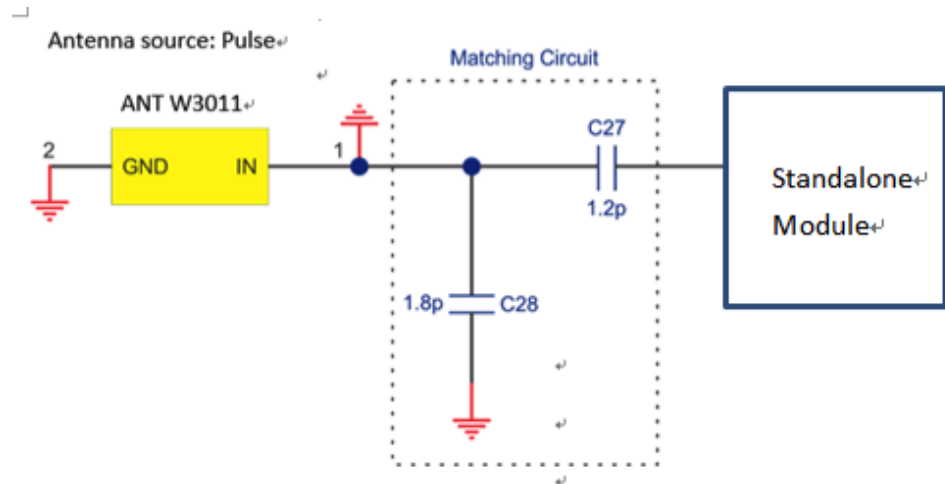 Antenna source: Pulse↵
Matching Circuit
↵
ANT W3011↵
2
GND
IN
1
C27
1.2p
Standalone↵
Module↵
1.8p
C28
↵
↵
↵